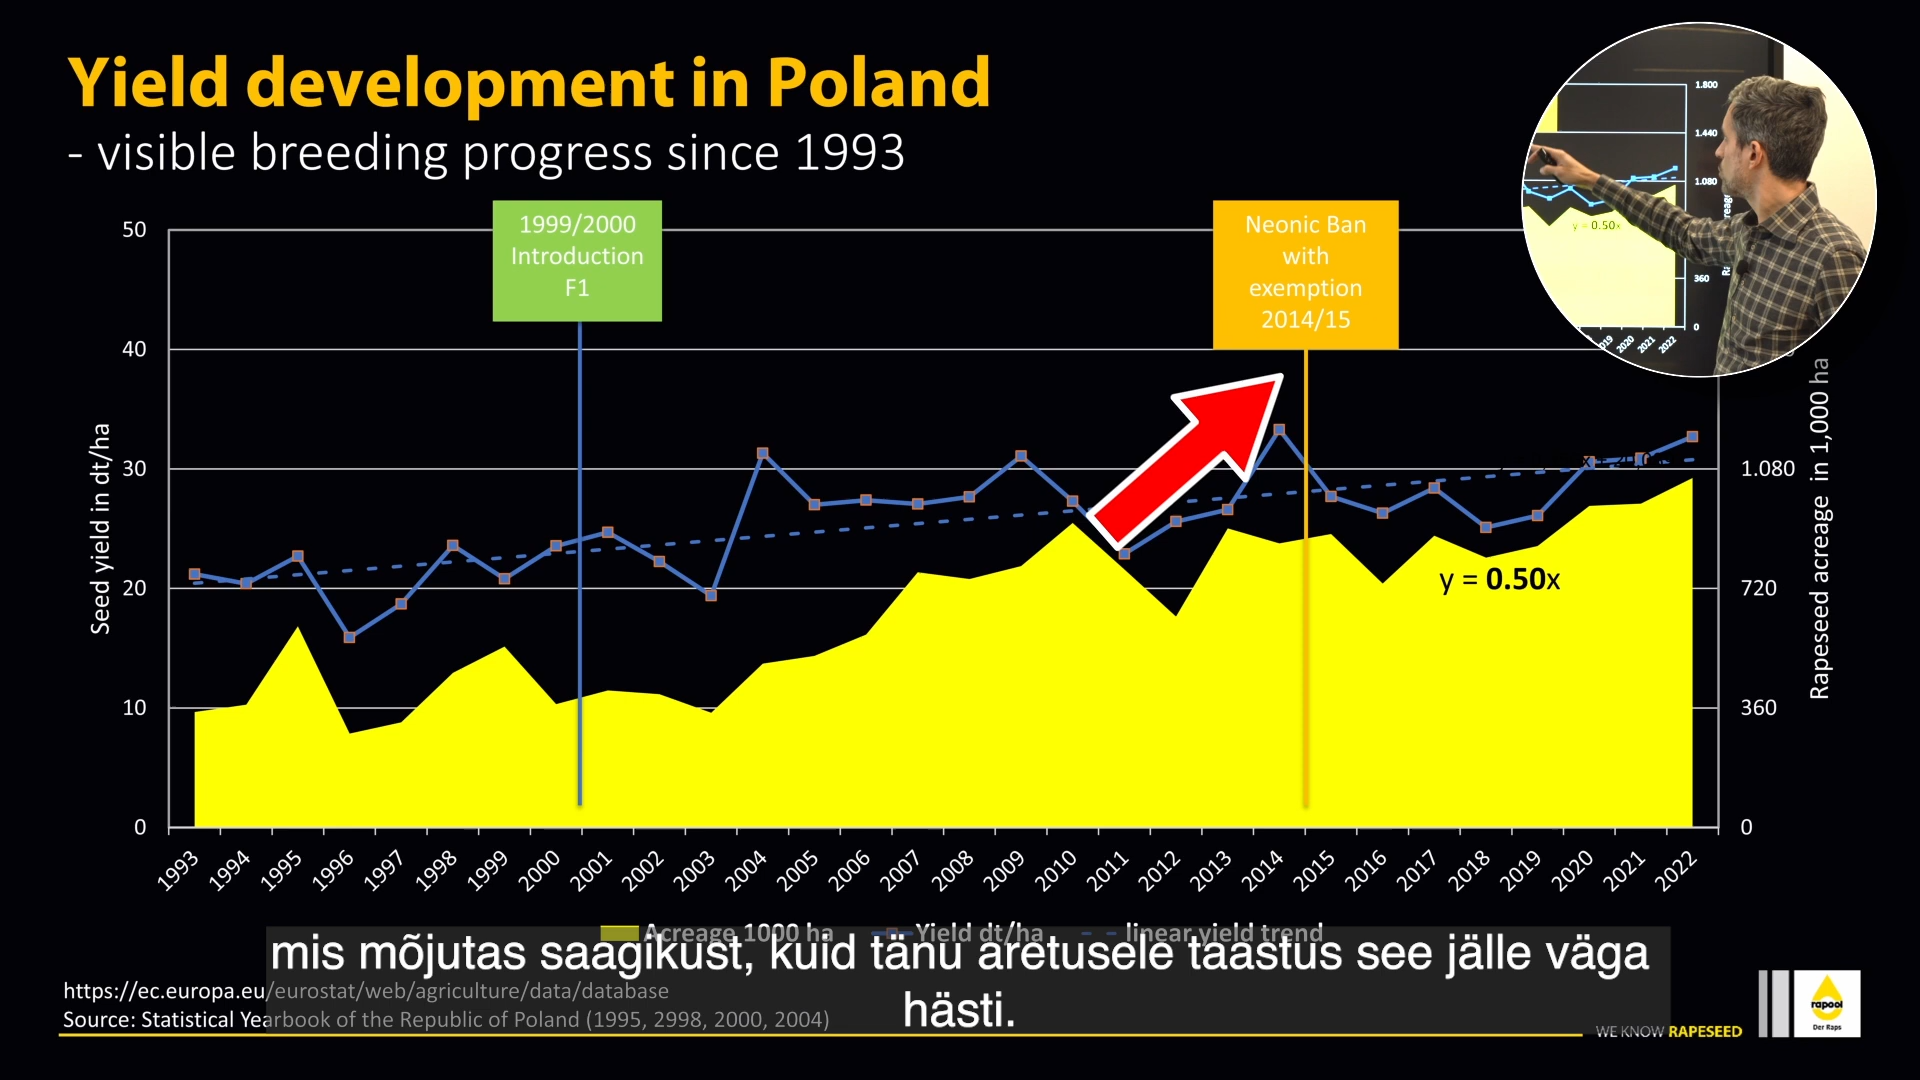 Yield development in Poland
- visible breeding progress since 1993
1999/2000
Introduction
F1
Neonic Ban
with
exemption
2014/15
50
40
30
20
10
0
Seed yield in dt/ha
1.080
720
360
0
Rapeseed acreage in 1,000 ha
y = 0.50x
1993
1994
1995
1996
1997
1998
1999
2000
2001
2002
2003
2004
2005
2006
2007
2008
2009
2010
2011
2012
2013
2014
2015
2016
2017
2018
2019
2020
2021
2022
1.800
1.440
1.080
360
0
y = 0.50x
2020
2021
2022
Acreage 1000 ha
Yield dt/ha
linear yield trend
mis mõjutas saagikust, kuid tänu aretusele taastus see jälle väga
hästi.
https://ec.europa.eu/eurostat/web/agriculture/data/database
Source: Statistical Yearbook of the Republic of Poland (1995, 2998, 2000, 2004)
WE KNOW RAPESEED
rapool
Der Raps